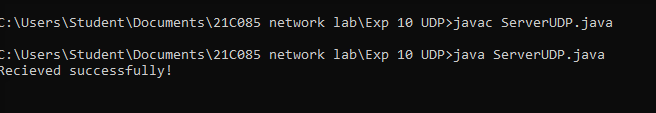 C:\Users\Student\Documents\21C085 network lab\Exp 10 UDP>javac ServerUDP.java
C:\Users\Student\Documents\21C085 network lab\Exp 10 UDP>java ServerUDP.java
Recieved successfully!